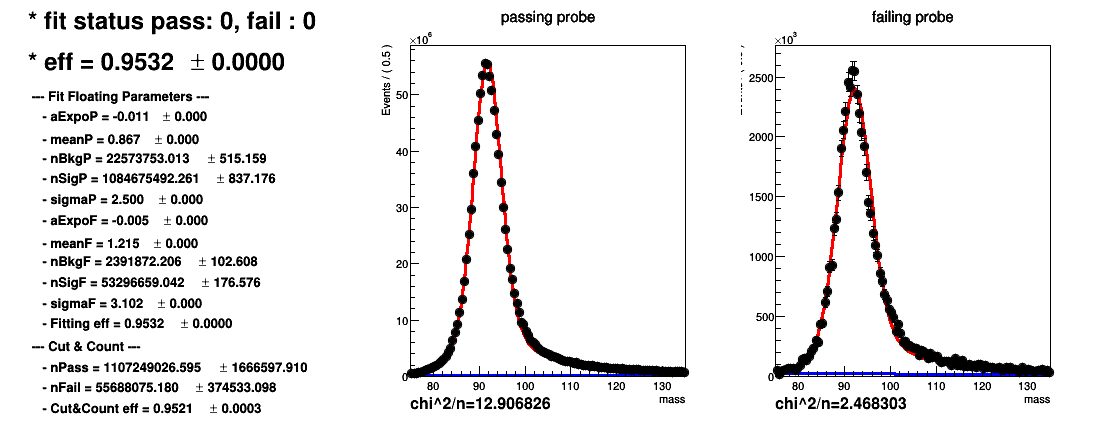 * fit status pass: 0, fail : 0
* eff = 0.9532 ± 0.0000
--- Fit Floating Parameters ---
- aExpoP = -0.011 ± 0.000
- meanP = 0.867 ± 0.000
- nBkgP = 22573753.013 ± 515.159
- nSigP = 1084675492.261 ± 837.176
- sigmaP = 2.500 ± 0.000
- aExpoF = -0.005 ± 0.000
- meanF = 1.215 ± 0.000
- nBkgF = 2391872.206 ± 102.608
- nSigF = 53296659.042 ± 176.576
- sigmaF = 3.102 ± 0.000
- Fitting eff = 0.9532 ± 0.0000
--- Cut & Count ---
- nPass = 1107249026.595 ± 1666597.910
- nFail = 55688075.180 ± 374533.098
- Cut&Count eff = 0.9521 ± 0.0003
passing probe
×10⁶
Events / ( 0.5 )
50
40
30
20
10
0
80 90 100 110 120 130
mass
chi^2/n=12.906826
failing probe
×10³
2500
2000
1500
1000
500
0
80 90 100 110 120 130
mass
chi^2/n=2.468303